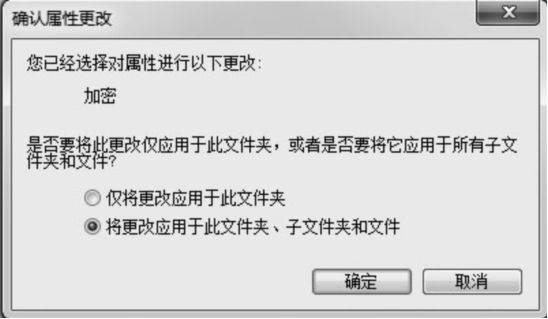 确认属性更改
您已经选择对属性进行以下更改:
加密
是否要将此更改仅应用于此文件夹，或者是否要将它应用于所有子文
件夹和文件?
仅将更改应用于此文件夹
将更改应用于此文件夹、子文件夹和文件
确定 取消